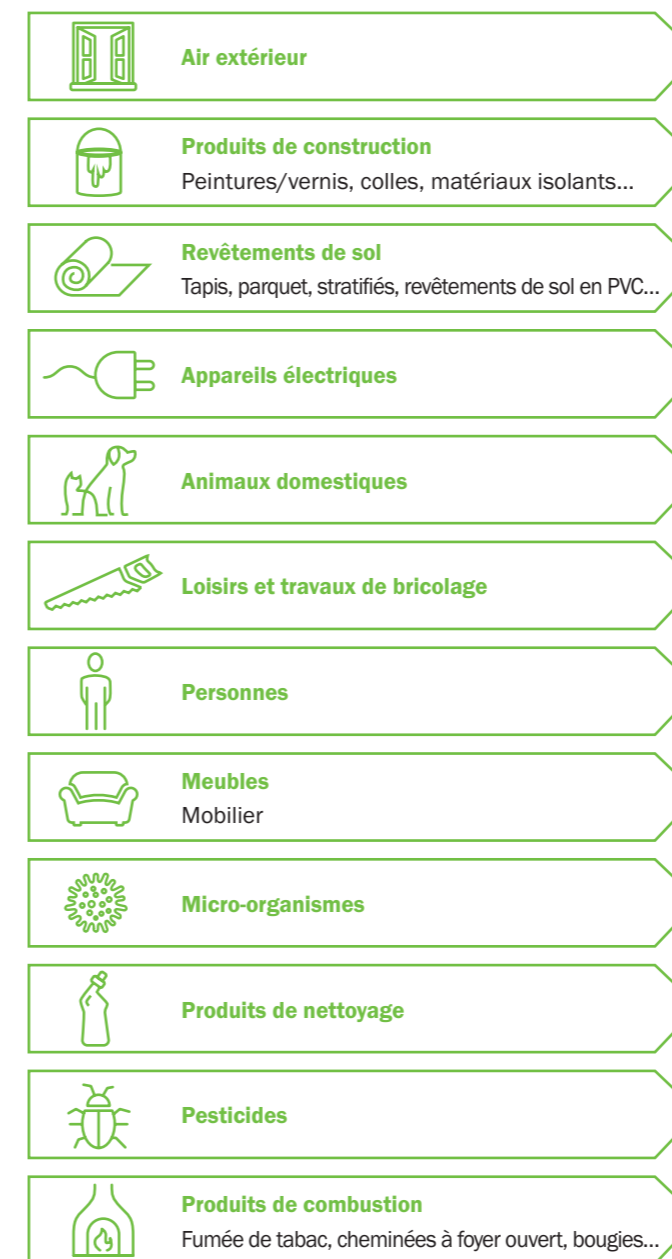 Air extérieur
Produits de construction
Peintures/vernis, colles, matériaux isolants...
Revêtements de sol
Tapis, parquet, stratifiés, revêtements de sol en PVC...
Appareils électriques
Animaux domestiques
Loisirs et travaux de bricolage
Personnes
Meubles
Mobilier
Micro-organismes
Produits de nettoyage
Pesticides
Produits de combustion
Fumée de tabac, cheminées à foyer ouvert, bougies...